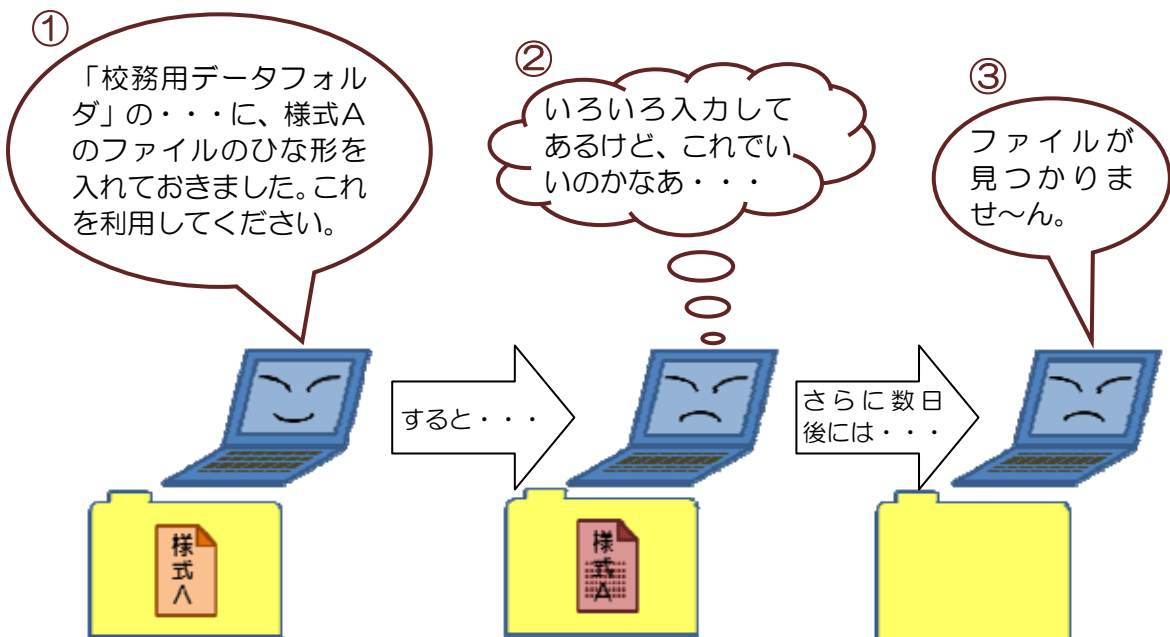 ①
「校務用データフォル
ダ」の・・・に、様式A
のファイルのひな形を
入れておきました。これ
を利用してください。
②
いろいろ入力して
あるけど、これでい
いのかなあ・・・
③
ファイルが
見つかりま
せ～ん。
すると・・・
さらに数日
後には・・・
様式A
様式A